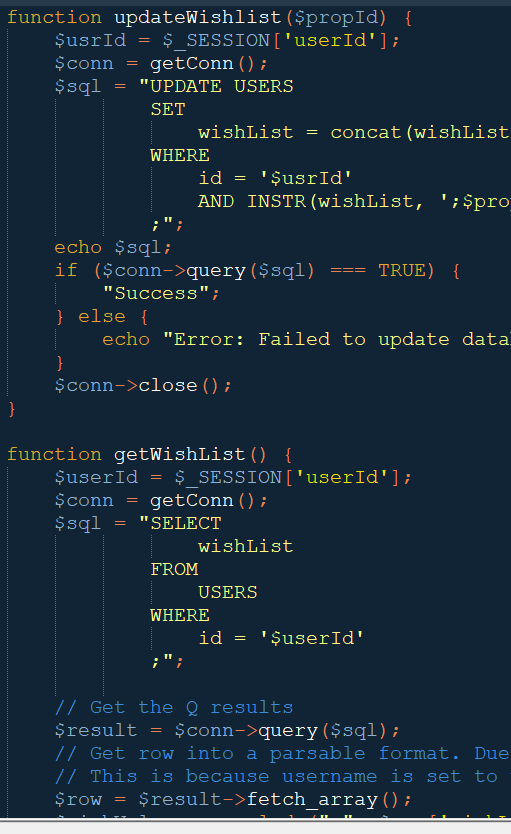 function updateWishlist($propId) {
    $usrId = $_SESSION['userId'];
    $conn = getConn();
    $sql = "UPDATE USERS
            SET
                wishList = concat(wishList
            WHERE
                id = '$usrId'
                AND INSTR(wishList, ';$pro
            ;";
    echo $sql;
    if ($conn->query($sql) === TRUE) {
        "Success";
    } else {
        echo "Error: Failed to update data
    }
    $conn->close();
}

function getWishList() {
    $userId = $_SESSION['userId'];
    $conn = getConn();
    $sql = "SELECT
                wishList
            FROM
                USERS
            WHERE
                id = '$userId'
            ;";

    // Get the Q results
    $result = $conn->query($sql);
    // Get row into a parsable format. Due
    // This is because username is set to
    $row = $result->fetch_array();